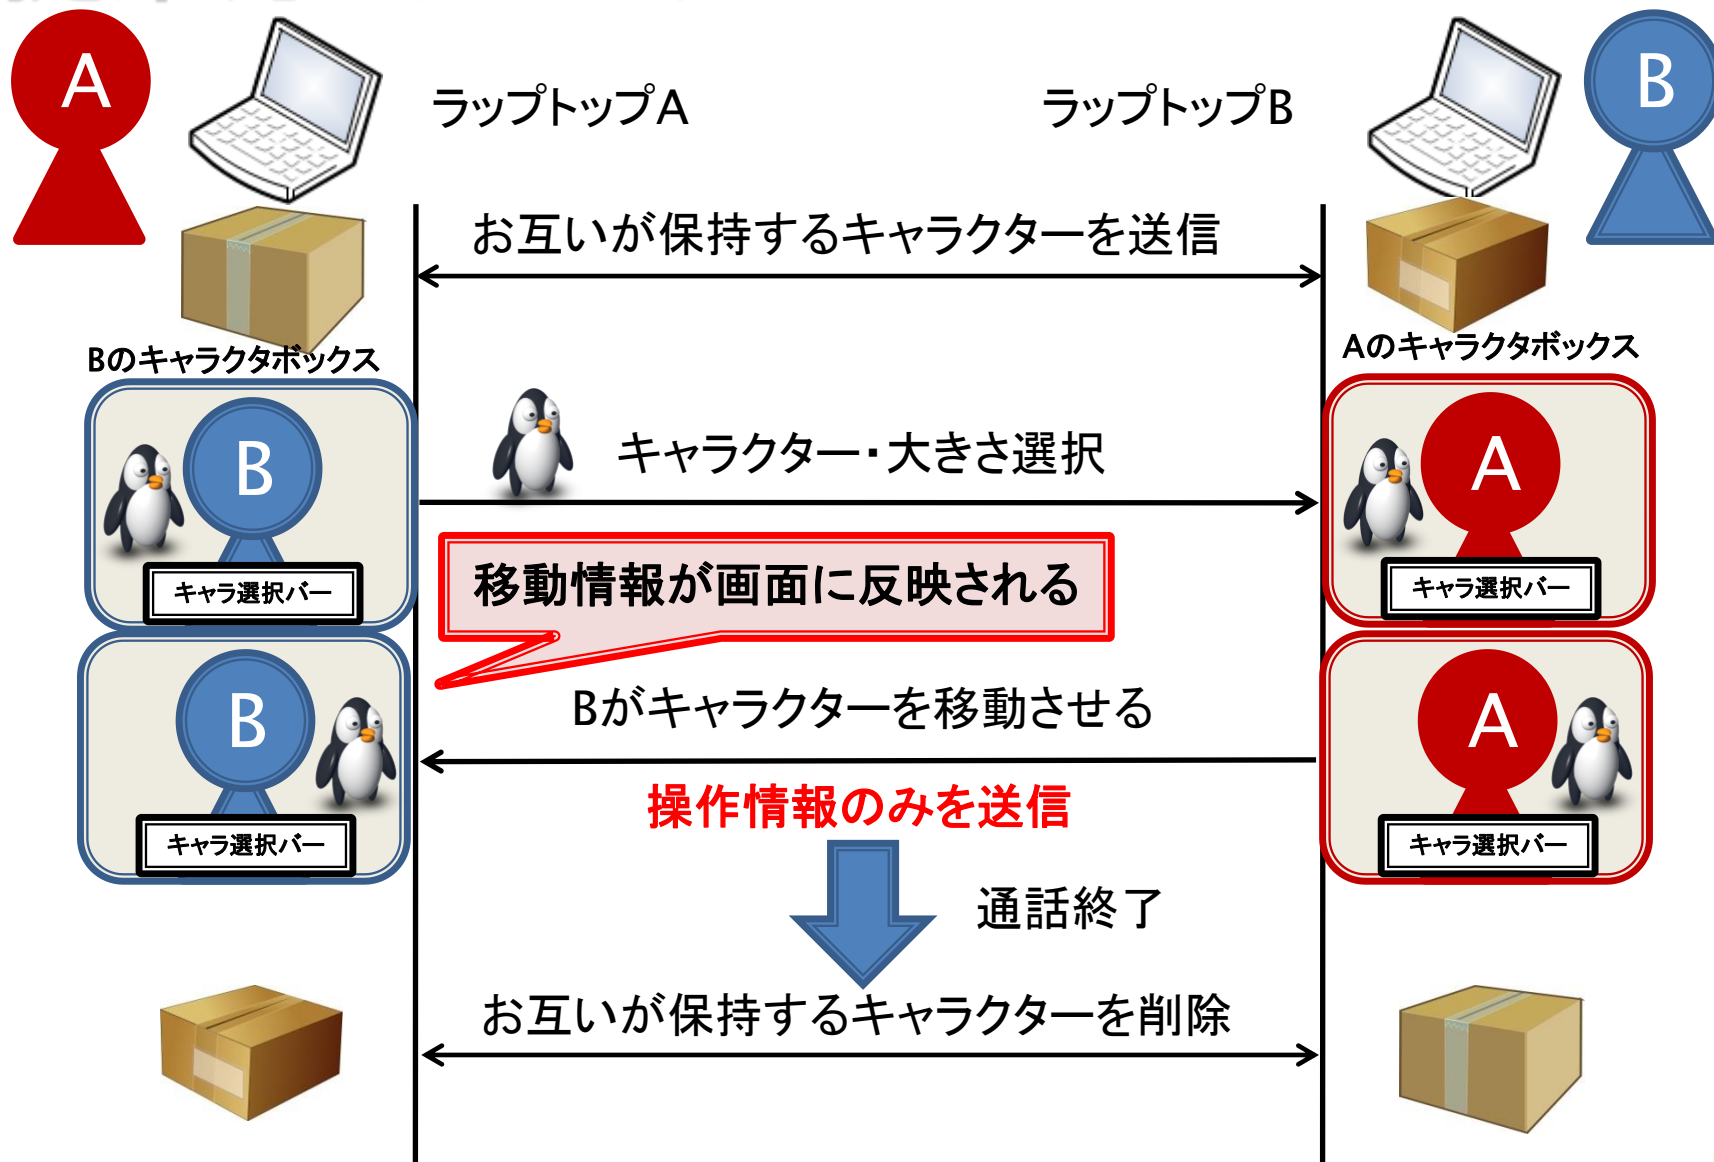 A
ラップトップA
ラップトップB
B
お互いが保持するキャラクターを送信
Bのキャラクタボックス
Aのキャラクタボックス
B
キャラクター・大きさ選択
A
キャラ選択バー
移動情報が画面に反映される
キャラ選択バー
B
Bがキャラクターを移動させる
A
操作情報のみを送信
キャラ選択バー
キャラ選択バー
通話終了
お互いが保持するキャラクターを削除